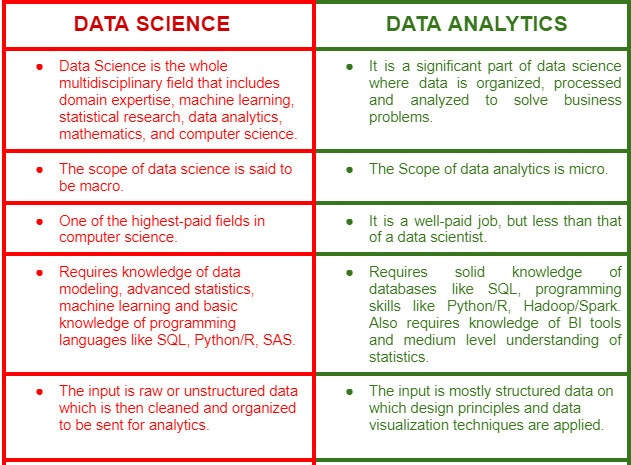 DATA SCIENCE
DATA ANALYTICS
● Data Science is the whole
multidisciplinary field that includes
domain expertise, machine learning,
statistical research, data analytics,
mathematics, and computer science.
● It is a significant part of data science
where data is organized, processed
and analyzed to solve business
problems.
● The scope of data science is said to
be macro.
● The Scope of data analytics is micro.
● One of the highest-paid fields in
computer science.
● It is a well-paid job, but less than that
of a data scientist.
● Requires knowledge of data
modeling, advanced statistics,
machine learning and basic
knowledge of programming
languages like SQL, Python/R, SAS.
● Requires solid knowledge of
databases like SQL, programming
skills like Python/R, Hadoop/Spark.
Also requires knowledge of BI tools
and medium level understanding of
statistics.
● The input is raw or unstructured data
which is then cleaned and organized
to be sent for analytics.
● The input is mostly structured data on
which design principles and data
visualization techniques are applied.